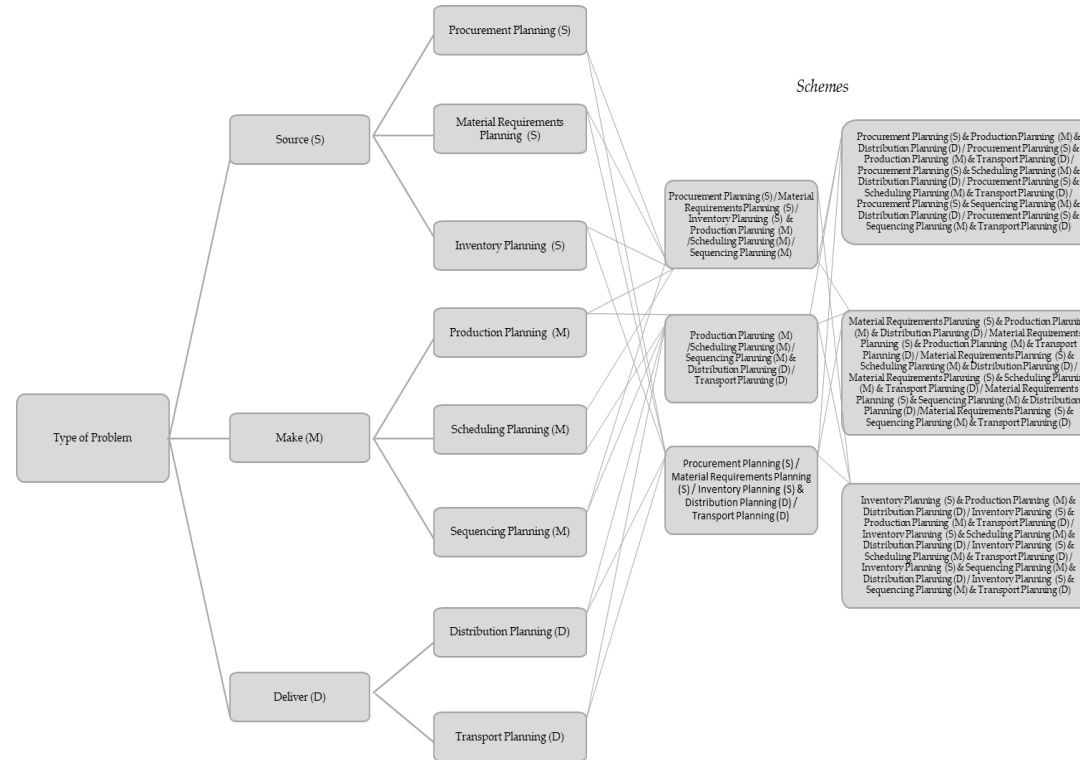 Type of Problem
Source (S)
Make (M)
Deliver (D)
Procurement Planning (S)
Material Requirements
Planning (S)
Inventory Planning (S)
Production Planning (M)
Scheduling Planning (M)
Sequencing Planning (M)
Distribution Planning (D)
Transport Planning (D)
Procurement Planning (S) / Material
Requirements Planning (S) /
Inventory Planning (S) &
Production Planning (M)
/Scheduling Planning (M) /
Sequencing Planning (M)
Production Planning (M)
/Scheduling Planning (M) /
Sequencing Planning (M) &
Distribution Planning (D) /
Transport Planning (D)
Procurement Planning (S) /
Material Requirements Planning
(S) / Inventory Planning (S) &
Distribution Planning (D) /
Transport Planning (D)
Schemes
Procurement Planning (S) & Production Planning (M) &
Distribution Planning (D) / Procurement Planning (S) &
Production Planning (M) & Transport Planning (D) /
Procurement Planning (S) & Scheduling Planning (M) &
Distribution Planning (D) / Procurement Planning (S) &
Scheduling Planning (M) & Transport Planning (D) /
Procurement Planning (S) & Sequencing Planning (M) &
Distribution Planning (D) / Procurement Planning (S) &
Sequencing Planning (M) & Transport Planning (D)
Material Requirements Planning (S) & Production
(M) & Distribution Planning (D) / Material Requirements
Planning (S) & Production Planning (M) & Transport
Planning (D) / Material Requirements Planning (S) &
Scheduling Planning (M) & Distribution Planning (D) /
Material Requirements Planning (S) & Scheduling
(M) & Transport Planning (D) / Material Requirements
Planning (S) & Sequencing Planning (M) & Distribution
Planning (D) /Material Requirements Planning (S) &
Sequencing Planning (M) & Transport Planning (D)
Inventory Planning (S) & Production Planning (M) &
Distribution Planning (D) / Inventory Planning (S) &
Production Planning (M) & Transport Planning (D) /
Inventory Planning (S) & Scheduling Planning (M) &
Distribution Planning (D) / Inventory Planning (S) &
Scheduling Planning (M) & Transport Planning (D) /
Inventory Planning (S) & Sequencing Planning (M) &
Distribution Planning (D) / Inventory Planning (S) &
Sequencing Planning (M) & Transport Planning (D)